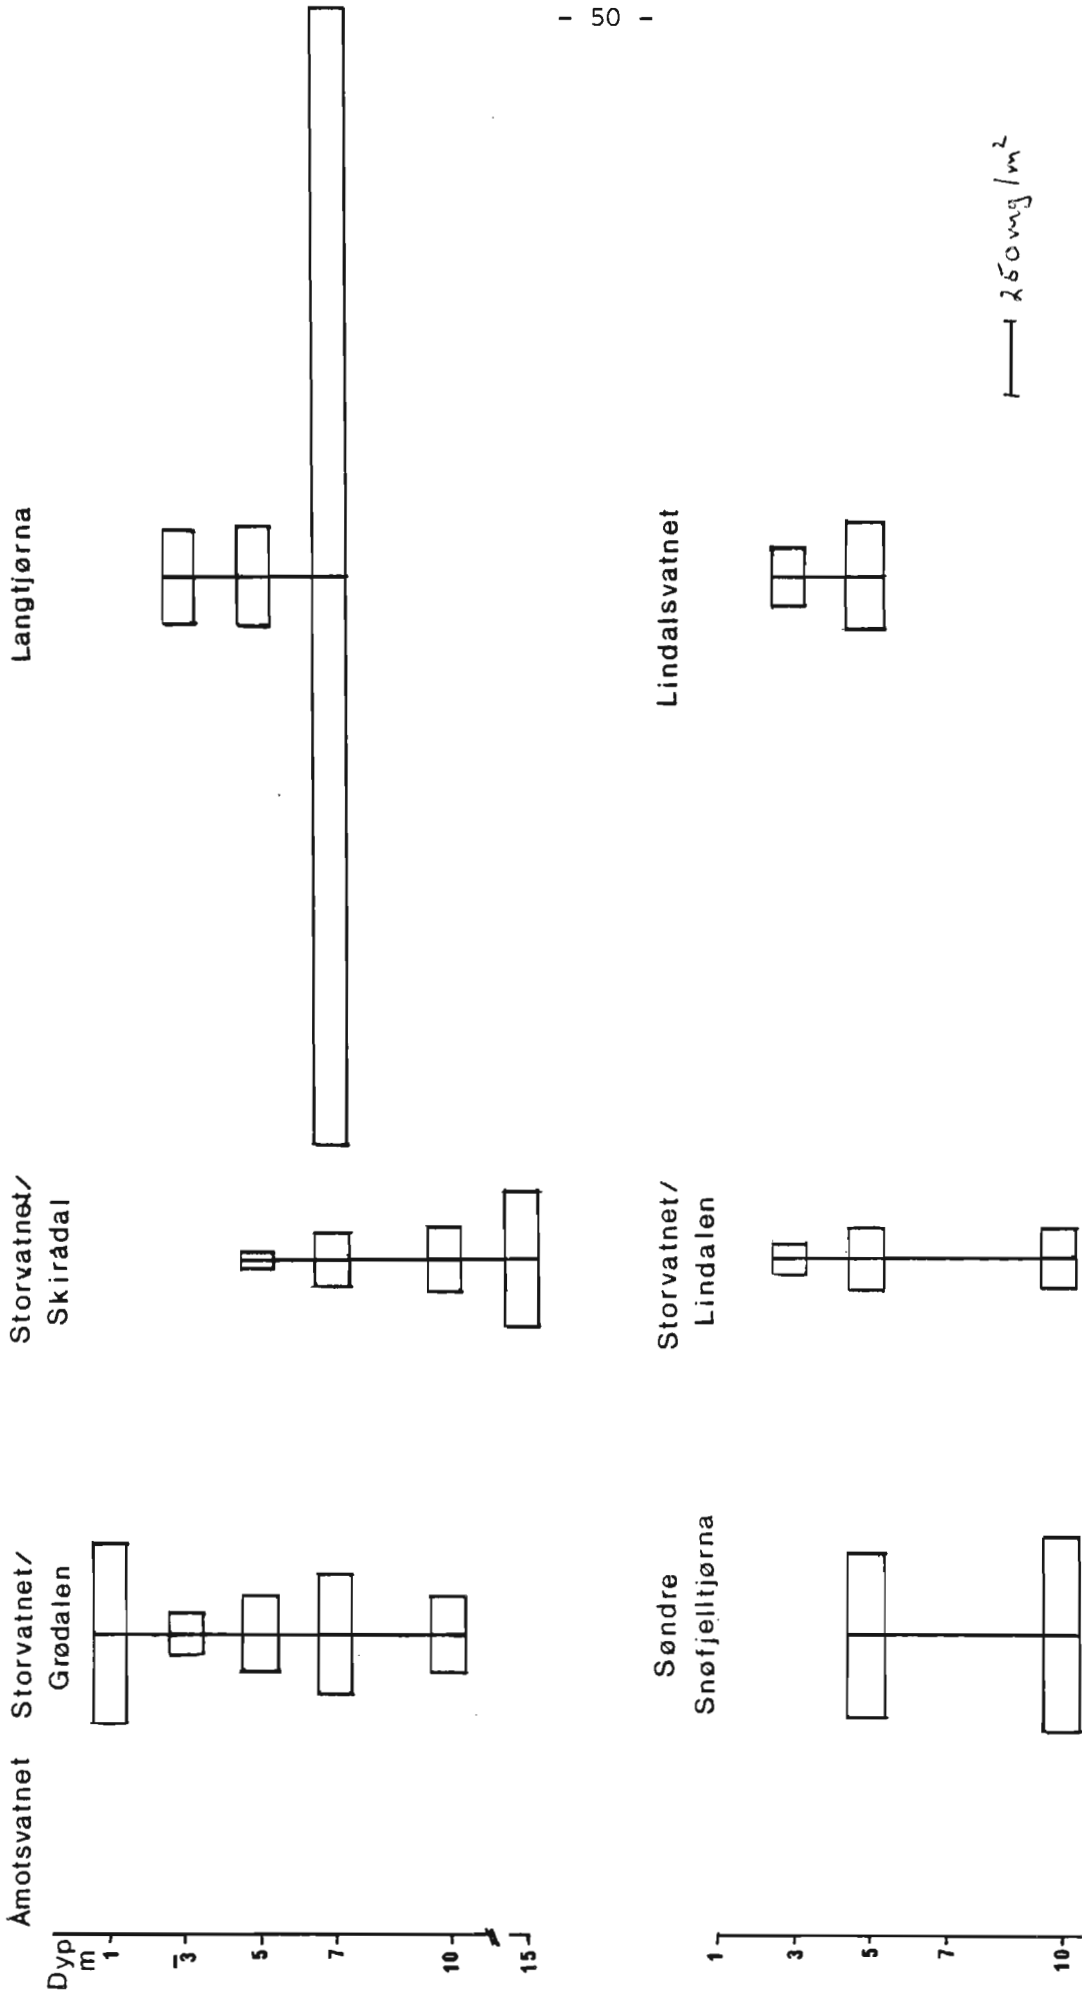 - 50 -
Åmotsvatnet
Storvatnet/
Grødalen
Storvatnet/
Skirådal
Langtjørna
Dyp
m
1
3
5
7
10
15
Søndre
Snøfjelltjørna
Storvatnet/
Lindalen
Lindalsvatnet
1
3
5
7
10
250 mg/m²